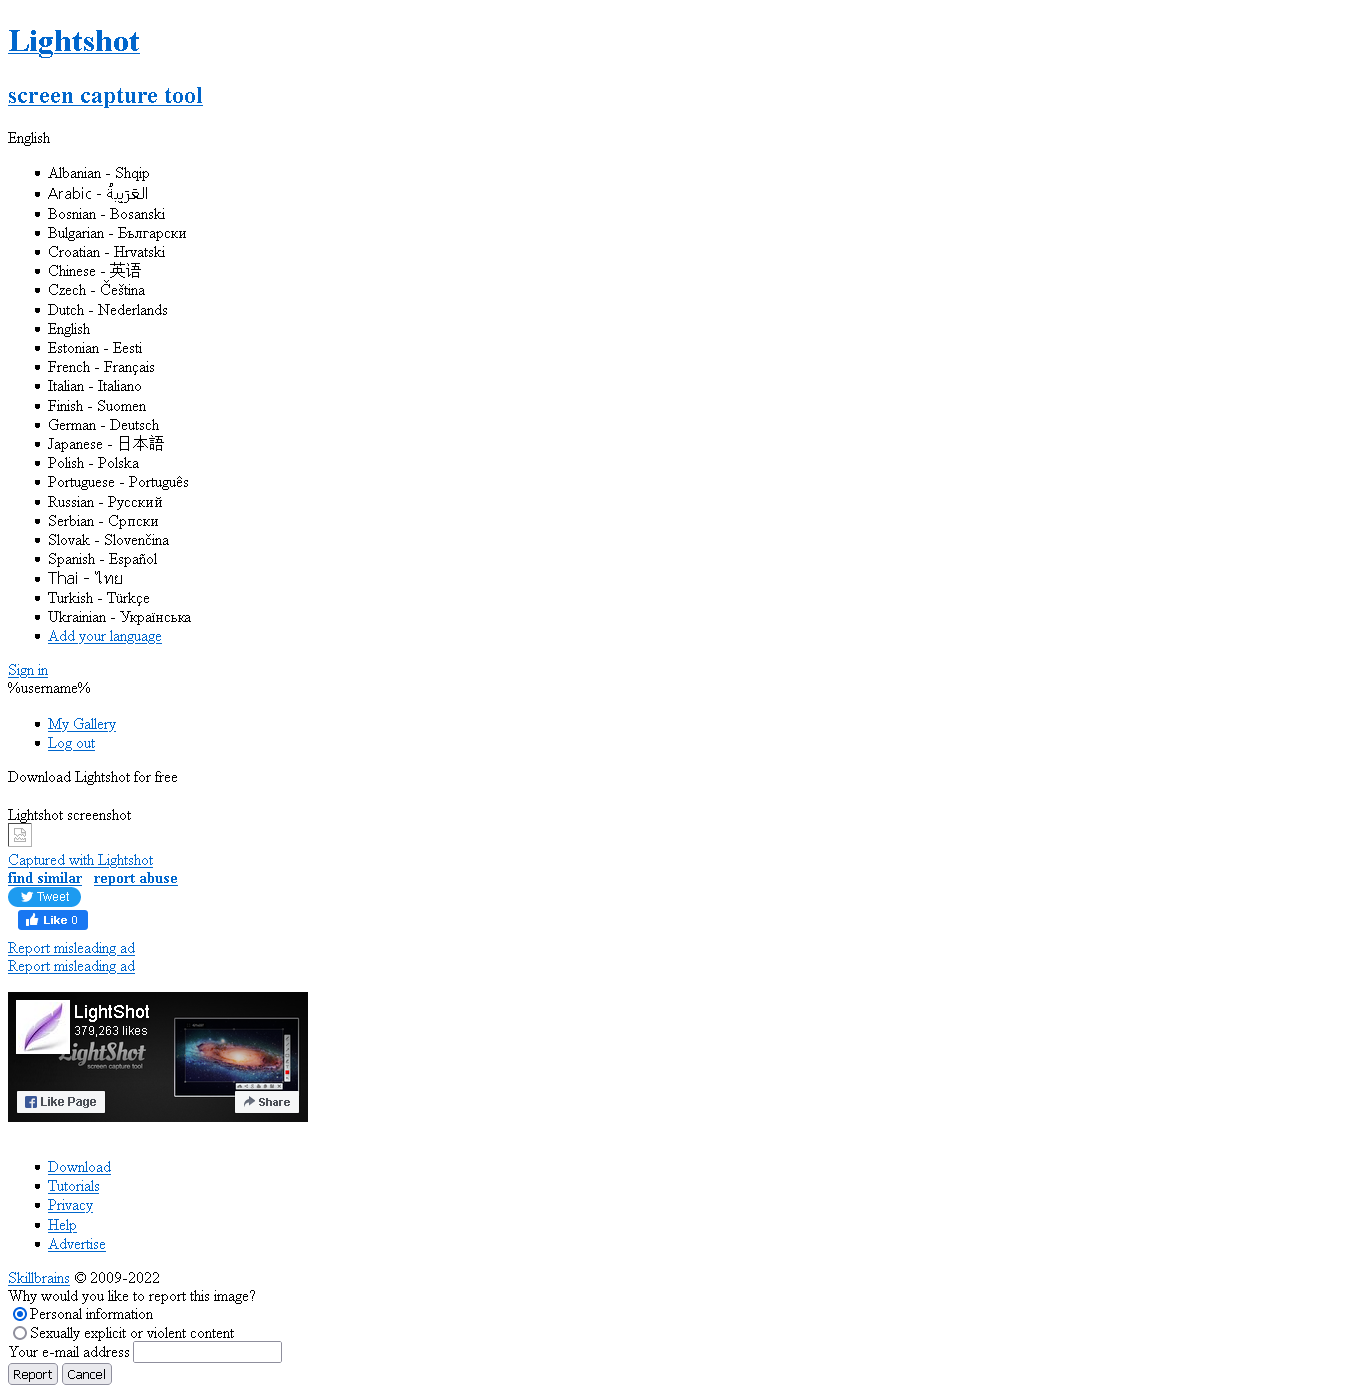 Lightshot
screen capture tool
English
Albanian - Shqip
Arabic - العَرَبِيةُ
Bosnian - Bosanski
Bulgarian - Български
Croatian - Hrvatski
Chinese - 英语
Czech - Čeština
Dutch - Nederlands
English
Estonian - Eesti
French - Français
Italian - Italiano
Finish - Suomen
German - Deutsch
Japanese - 日本語
Polish - Polska
Portuguese - Português
Russian - Русский
Serbian - Српски
Slovak - Slovenčina
Spanish - Español
Thai - ไทย
Turkish - Türkçe
Ukrainian - Українська
Add your language
Sign in
%username%
My Gallery
Log out
Download Lightshot for free
Lightshot screenshot
Captured with Lightshot
find similar report abuse
Tweet
Like 0
Report misleading ad
Report misleading ad
LightShot
379,263 likes
LightShot
screen capture tool
Like Page Share
Download
Tutorials
Privacy
Help
Advertise
Skillbrains © 2009-2022
Why would you like to report this image?
Personal information
Sexually explicit or violent content
Your e-mail address
Report Cancel